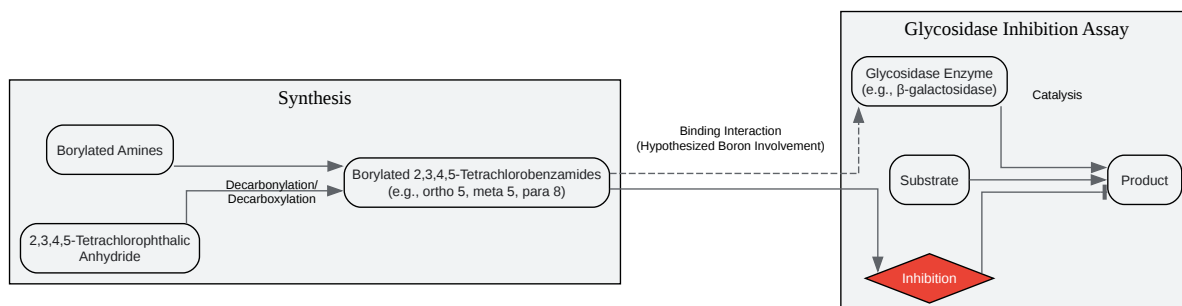 Synthesis
Borylated Amines
2,3,4,5-Tetrachlorophthalic
Anhydride
Decarbonylation/
Decarboxylation
Borylated 2,3,4,5-Tetrachlorobenzamides
(e.g., ortho 5, meta 5, para 8)
Binding Interaction
(Hypothesized Boron Involvement)
Glycosidase Inhibition Assay
Glycosidase Enzyme
(e.g., β-galactosidase)
Catalysis
Substrate
Product
Inhibition